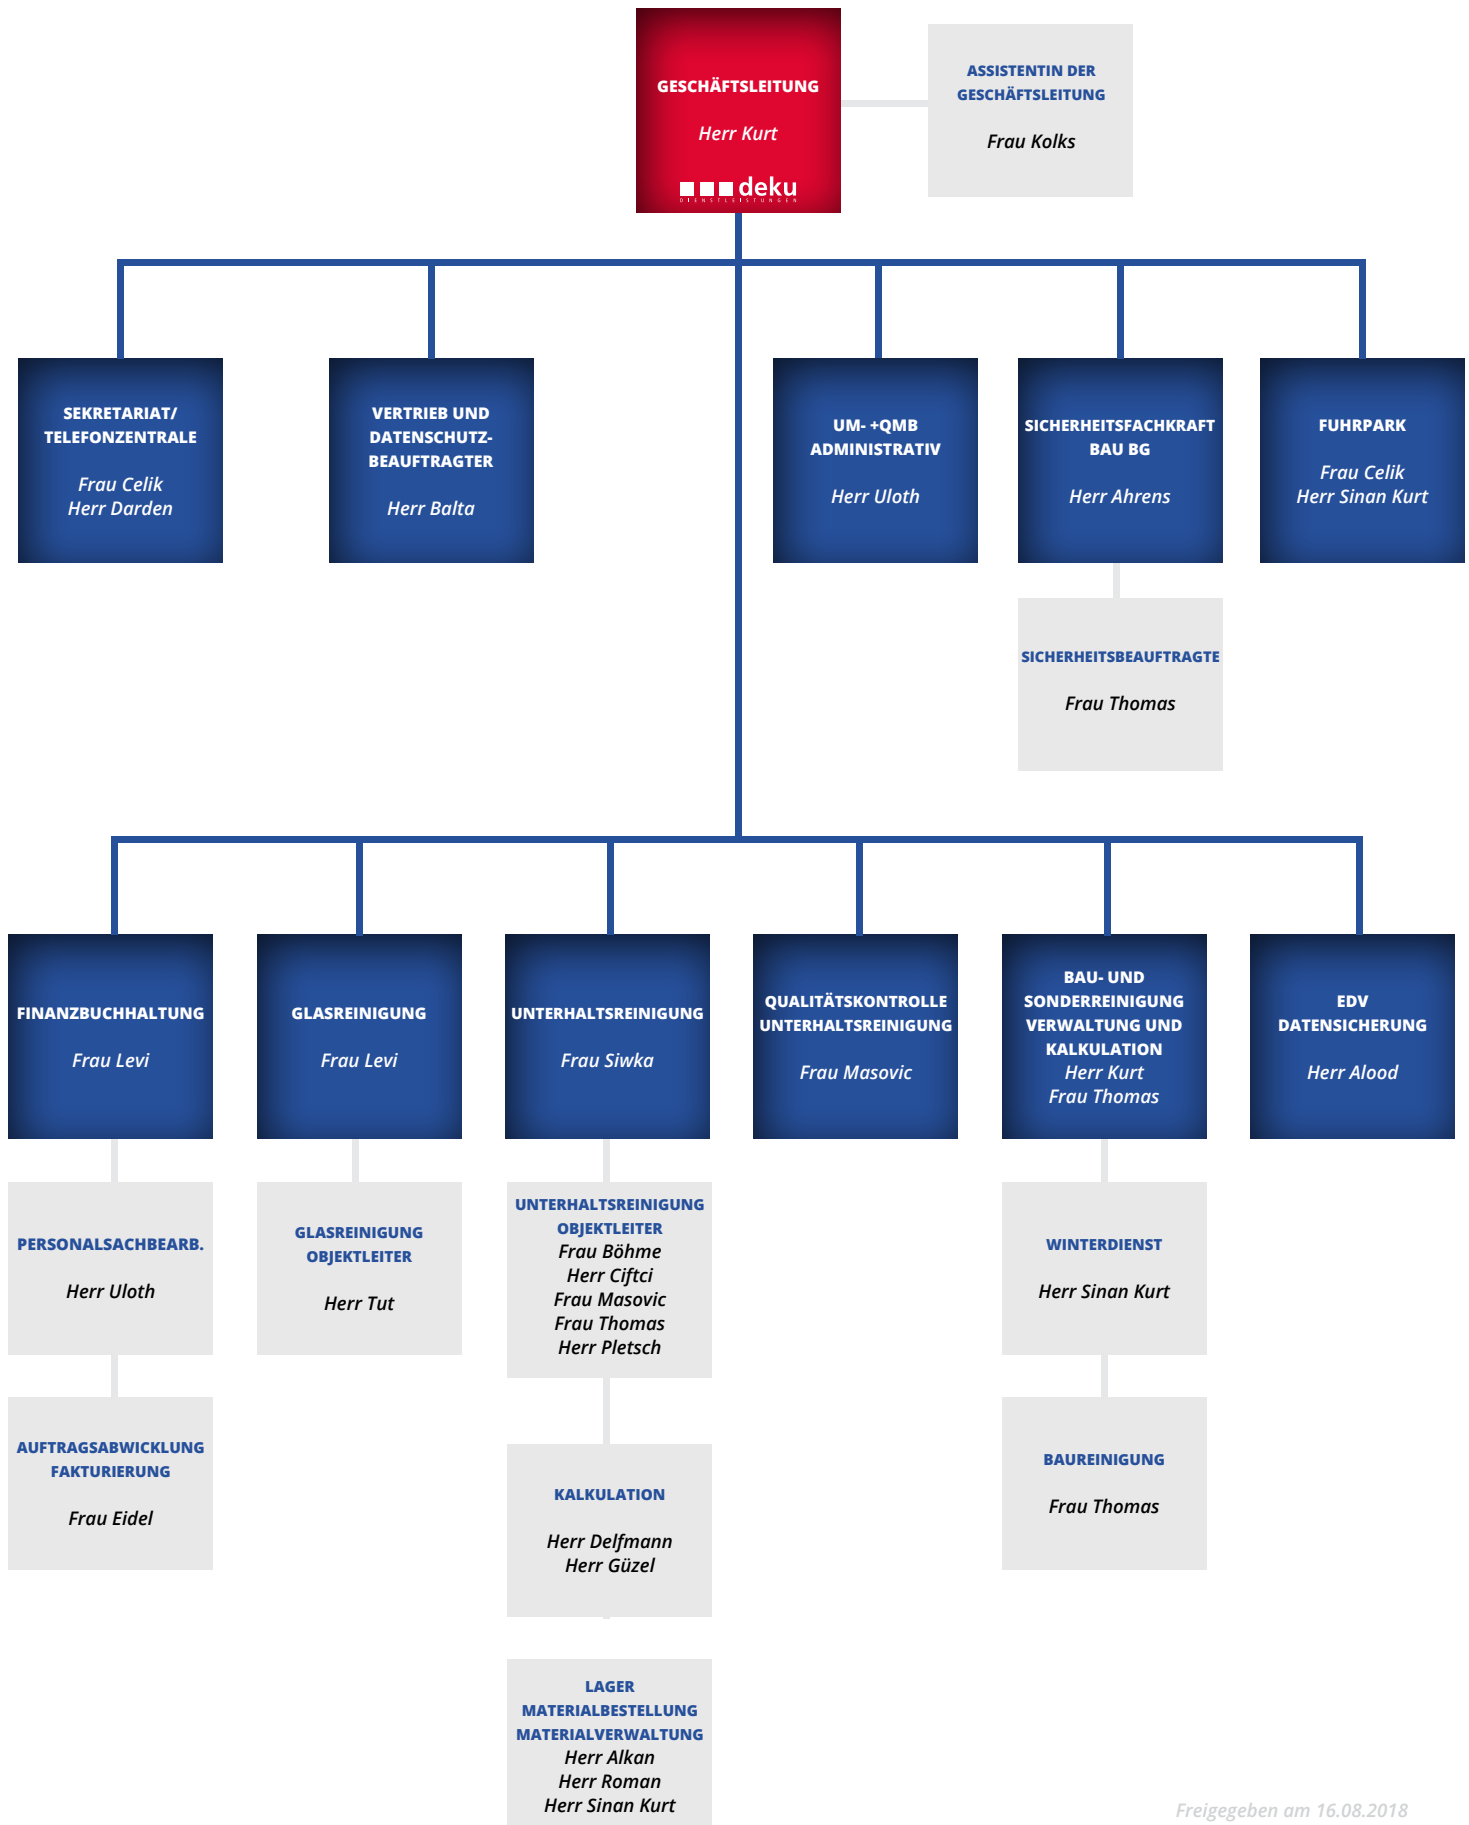 GESCHÄFTSLEITUNG
Herr Kurt
deku
DIENSTLEISTUNGEN
ASSISTENTIN DER
GESCHÄFTSLEITUNG
Frau Kolks
SEKRETARIAT/
TELEFONZENTRALE
Frau Celik
Herr Darden
VERTRIEB UND
DATENSCHUTZ-
BEAUFTRAGTER
Herr Balta
UM- +QMB
ADMINISTRATIV
Herr Uloth
SICHERHEITSFACHKRAFT
BAU BG
Herr Ahrens
FUHRPARK
Frau Celik
Herr Sinan Kurt
SICHERHEITSBEAUFTRAGTE
Frau Thomas
FINANZBUCHHALTUNG
Frau Levi
GLASREINIGUNG
Frau Levi
UNTERHALTSREINIGUNG
Frau Siwka
QUALITÄTSKONTROLLE
UNTERHALTSREINIGUNG
Frau Masovic
BAU- UND
SONDERREINIGUNG
VERWALTUNG UND
KALKULATION
Herr Kurt
Frau Thomas
EDV
DATENSICHERUNG
Herr Alood
PERSONALSACHBEARB.
Herr Uloth
GLASREINIGUNG
OBJEKTLEITER
Herr Tut
UNTERHALTSREINIGUNG
OBJEKTLEITER
Frau Böhme
Herr Ciftci
Frau Masovic
Frau Thomas
Herr Pletsch
WINTERDIENST
Herr Sinan Kurt
AUFTRAGSABWICKLUNG
FAKTURIERUNG
Frau Eidel
KALKULATION
Herr Delfmann
Herr Güzel
BAUREINIGUNG
Frau Thomas
LAGER
MATERIALBESTELLUNG
MATERIALVERWALTUNG
Herr Alkan
Herr Roman
Herr Sinan Kurt
Freigegeben am 16.08.2018